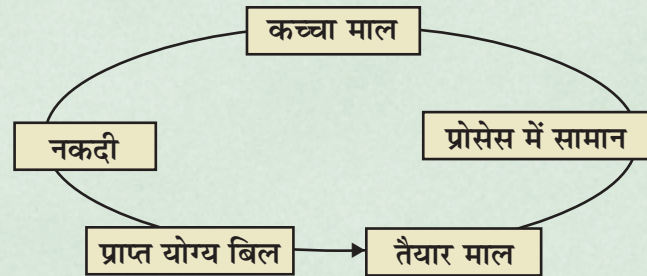 कच्चा माल
नकदी
प्रोसेस में सामान
प्राप्त योग्य बिल
तैयार माल